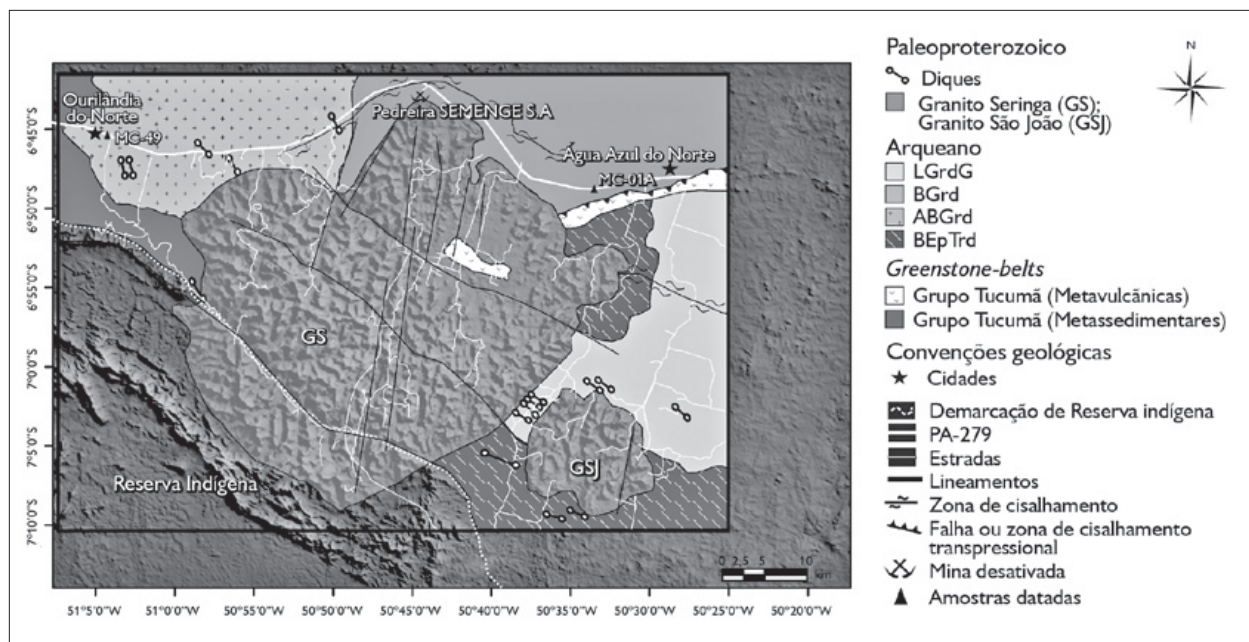 Ourilândia
do Norte
MC-49
Pedreira SEMENGE S.A
Água Azul do Norte
MC-01A
GS
GSJ
Reserva Indígena
6°45'0"S
6°50'0"S
6°55'0"S
7°0'0"S
7°5'0"S
7°10'0"S
0 2,5 5 10
km
51°5'0"W 51°0'0"W 50°55'0"W 50°50'0"W 50°45'0"W 50°40'0"W 50°35'0"W 50°30'0"W 50°25'0"W 50°20'0"W
N
Paleoproterozoico
Diques
Granito Seringa (GS);
Granito São João (GSJ)
Arqueano
LGrdG
BGrd
ABGrd
BEpTrd
Greenstone-belts
Grupo Tucumã (Metavulcânicas)
Grupo Tucumã (Metassedimentares)
Convenções geológicas
Cidades
Demarcação de Reserva indígena
PA-279
Estradas
Lineamentos
Zona de cisalhamento
Falha ou zona de cisalhamento
transpressional
Mina desativada
Amostras datadas